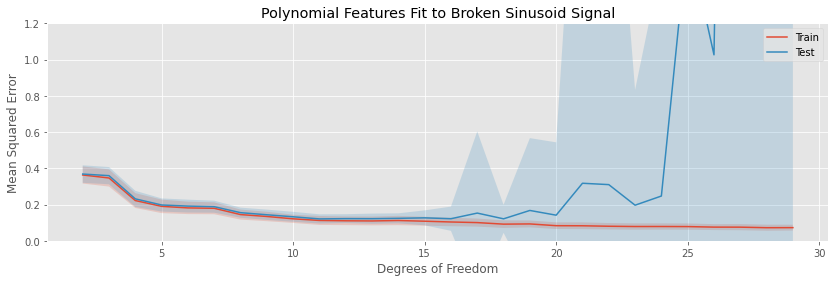 Polynomial Features Fit to Broken Sinusoid Signal
1.2
1.0
0.8
0.6
0.4
0.2
0.0
Mean Squared Error
Train
Test
5
10
15
20
25
30
Degrees of Freedom